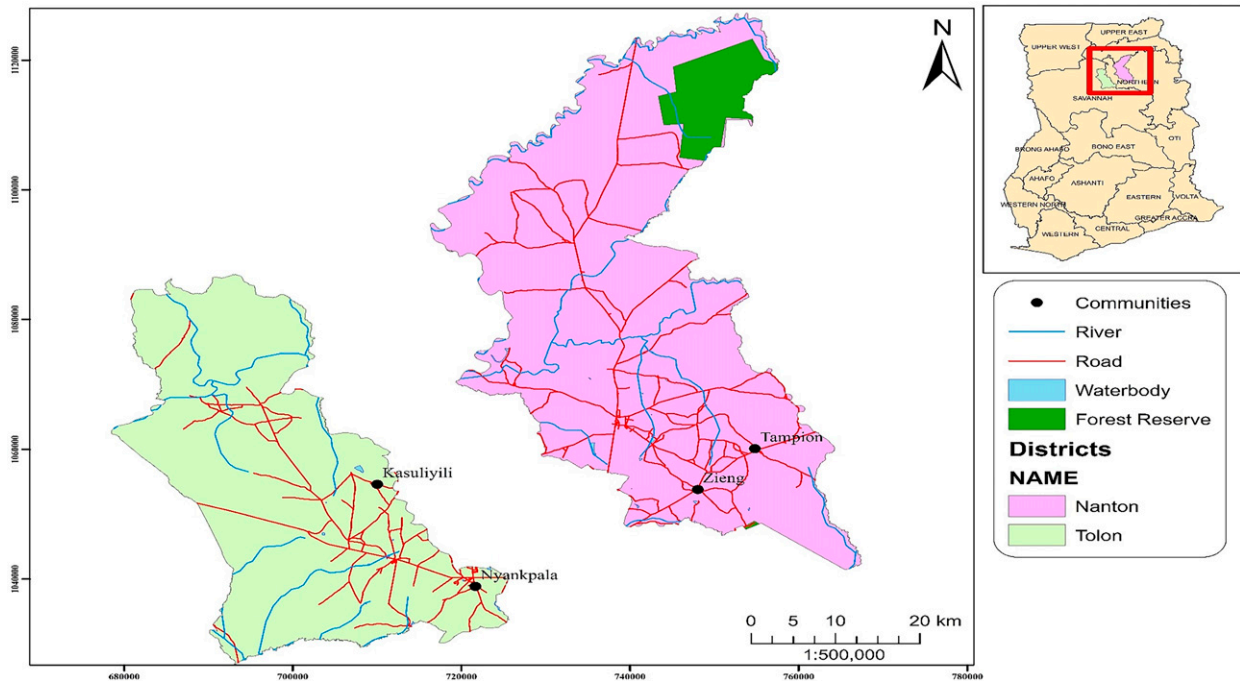 1120000
1100000
1080000
1060000
1040000
680000
700000
720000
740000
760000
780000
N
Tampion
Zieng
Kasuliyili
Nyankpala
0 5 10 20 km
1:500,000
UPPER EAST
UPPER WEST
NORTHERN
SAVANNAH
OTI
BRONG AHAFO
BONO EAST
AHAFO
ASHANTI
WESTERN NORTH
EASTERN
VOLTA
GREATER ACCRA
CENTRAL
WESTERN
Communities
River
Road
Waterbody
Forest Reserve
Districts
NAME
Nanton
Tolon